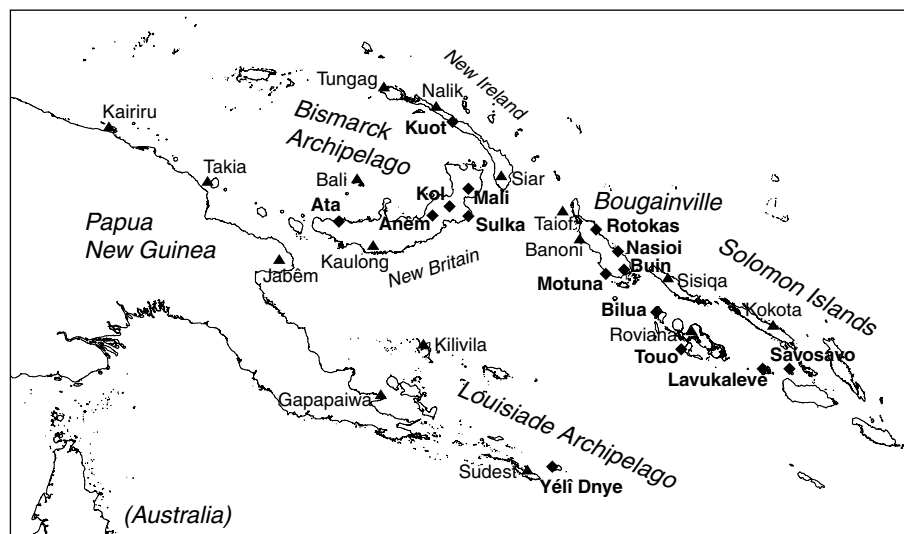 Tungag
Nalik
New Ireland
Kairiru
Kuot
Bismarck
Archipelago
Takia
Bali
Siar
Kol
Mali
Ata
Anêm
Sulka
Bougainville
Taiof
Rotokas
Papua
New Guinea
Banoni
Nasioi
Kaulong
New Britain
Buin
Jabêm
Motuna
Sisiqa
Solomon Islands
Bilua
Kokota
Roviana
Kilivila
Touo
Savosavo
Lavukaleve
Gapapaiwa
Louisiade Archipelago
Sudest
Yélî Dnye
(Australia)